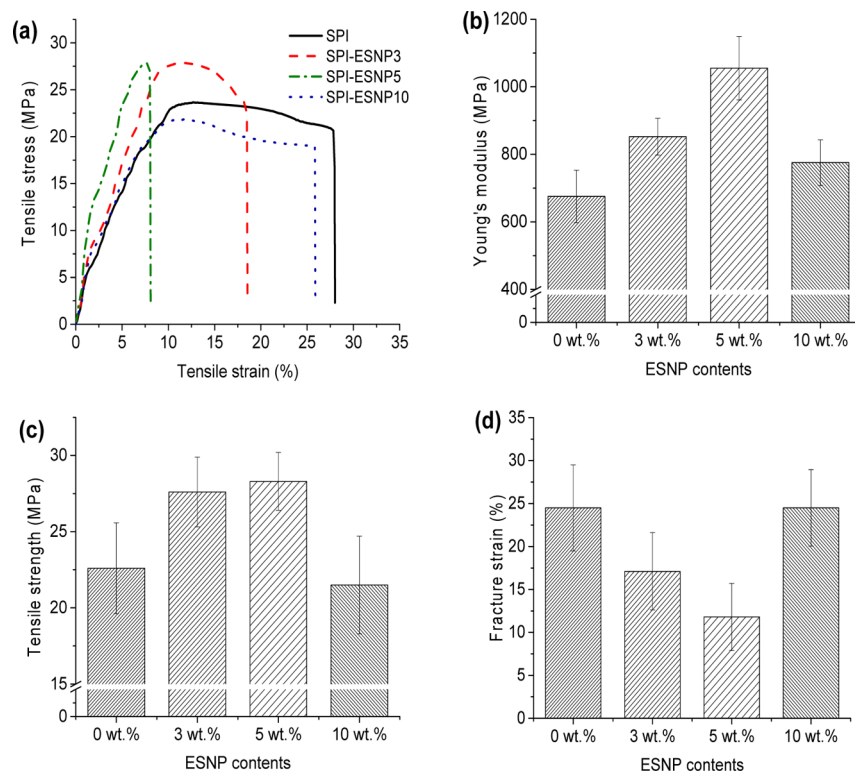 (a)
SPI
SPI-ESNP3
SPI-ESNP5
SPI-ESNP10
Tensile stress (MPa)
30
25
20
15
10
5
0
0 5 10 15 20 25 30 35
Tensile strain (%)
(b)
Young's modulus (MPa)
1200
1000
800
600
400
0
0 wt.% 3 wt.% 5 wt.% 10 wt.%
ESNP contents
(c)
Tensile strength (MPa)
30
25
20
15
0
0 wt.% 3 wt.% 5 wt.% 10 wt.%
ESNP contents
(d)
Fracture strain (%)
35
30
25
20
15
10
5
0
0 wt.% 3 wt.% 5 wt.% 10 wt.%
ESNP contents